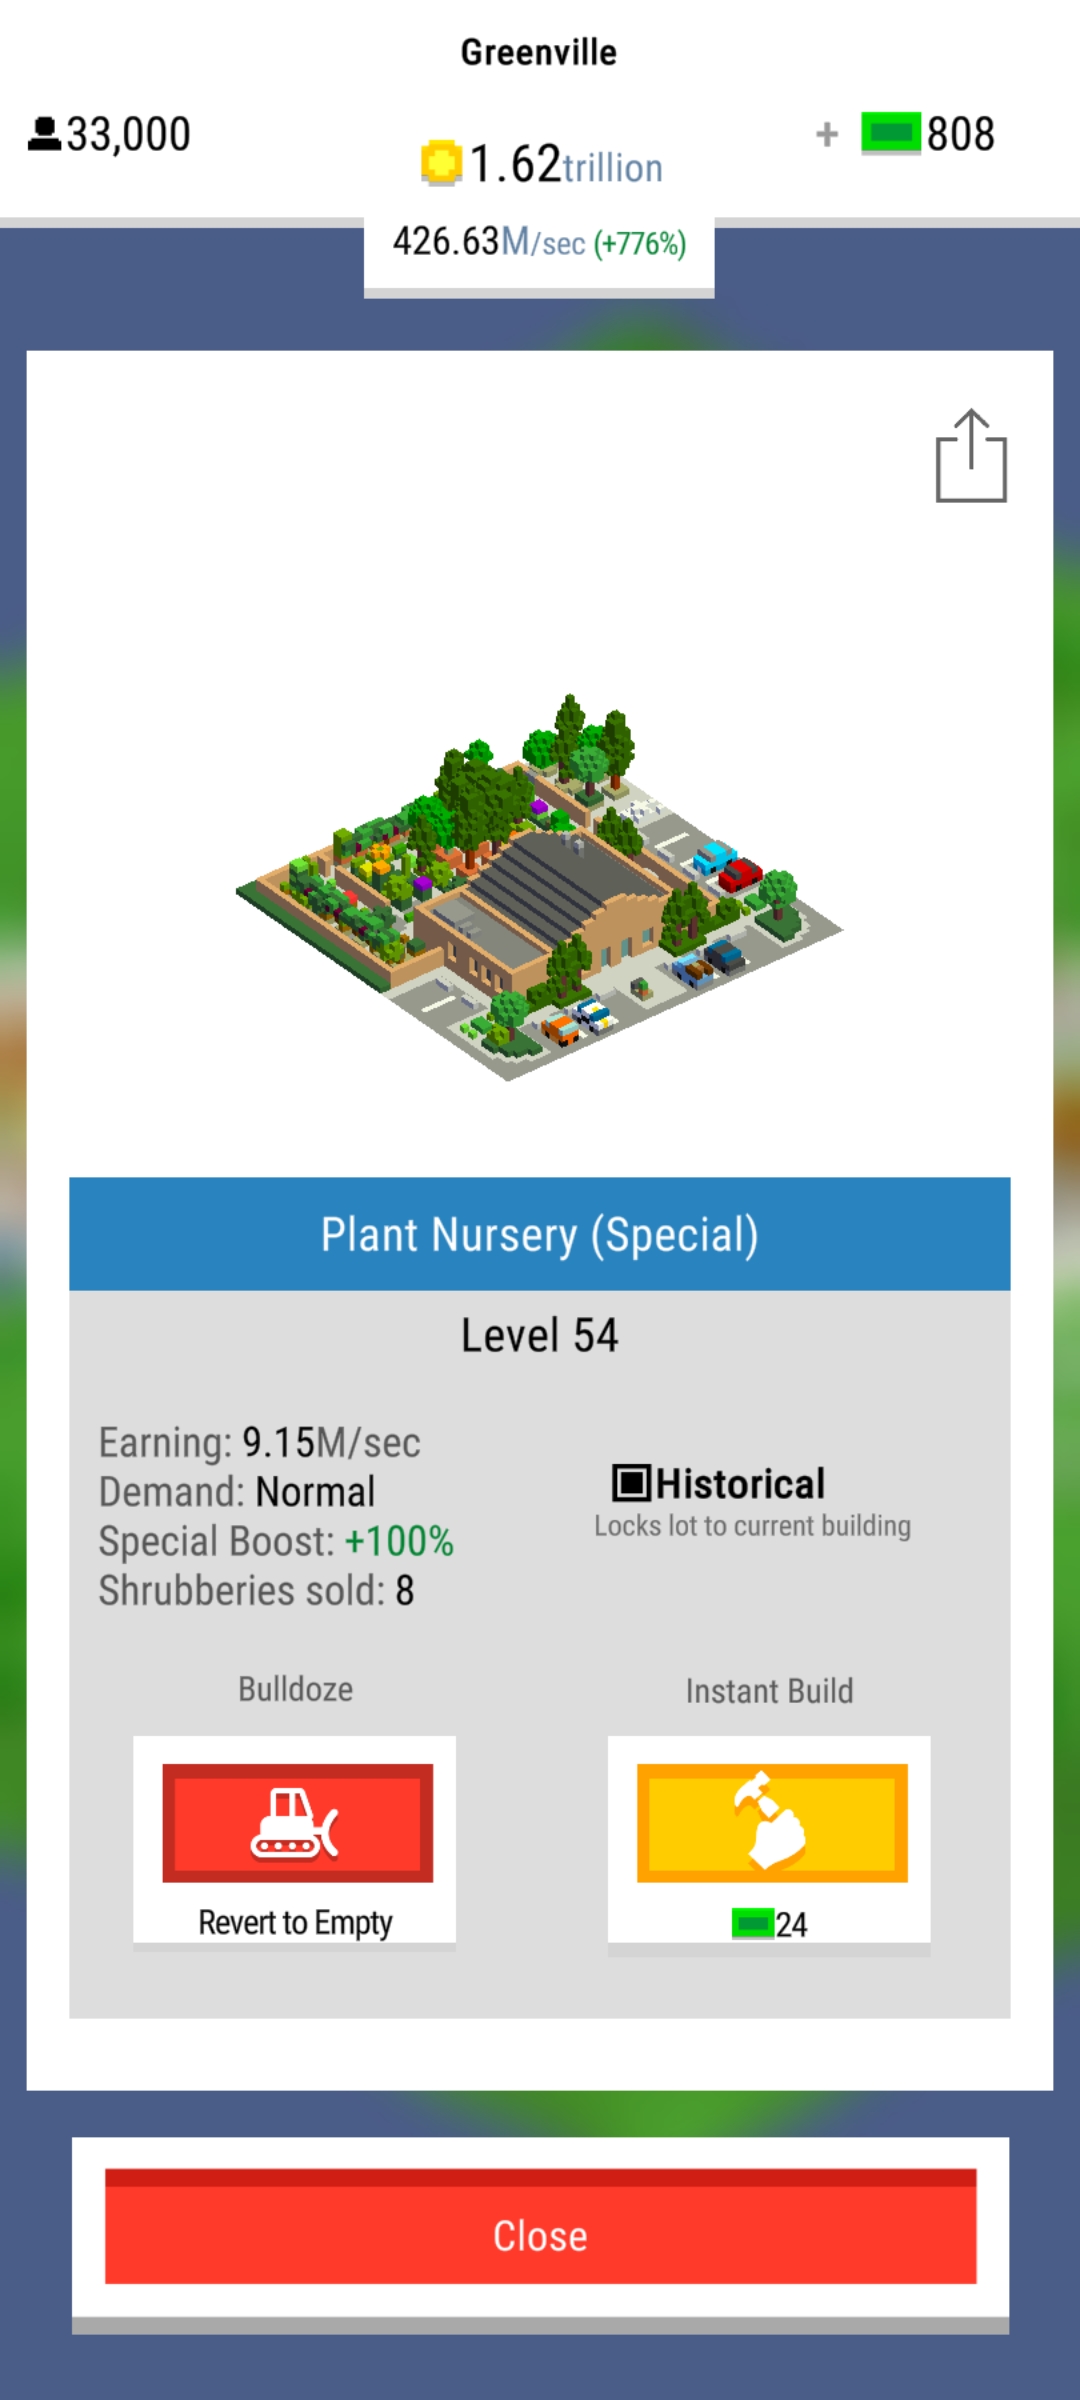 Greenville
33,000
1.62trillion
+ 808
426.63M/sec (+776%)
Plant Nursery (Special)
Level 54
Earning: 9.15M/sec
Demand: Normal
Special Boost: +100%
Shrubberies sold: 8
Historical
Locks lot to current building
Bulldoze
Instant Build
Revert to Empty
24
Close